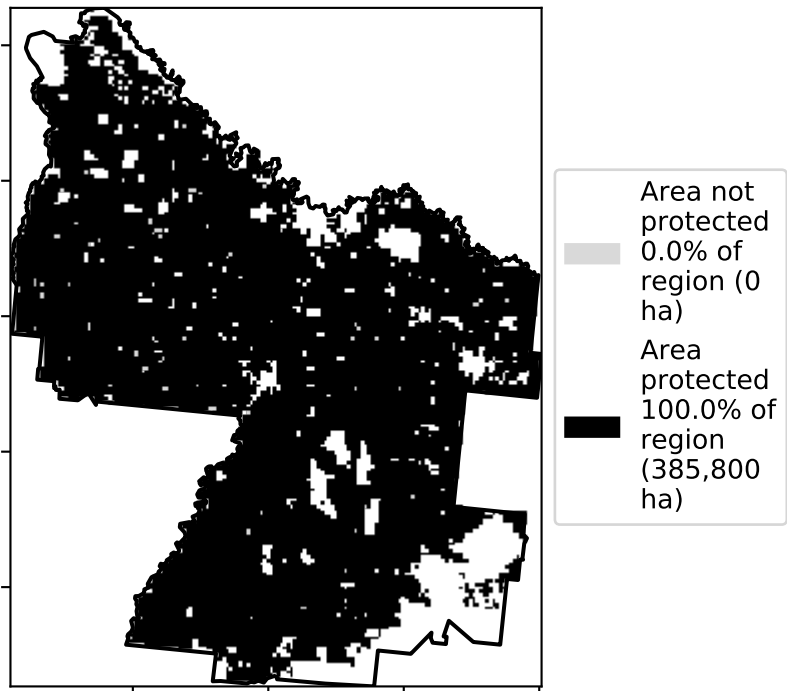 Area not
protected
0.0% of
region (0
ha)
Area
protected
100.0% of
region
(385,800
ha)